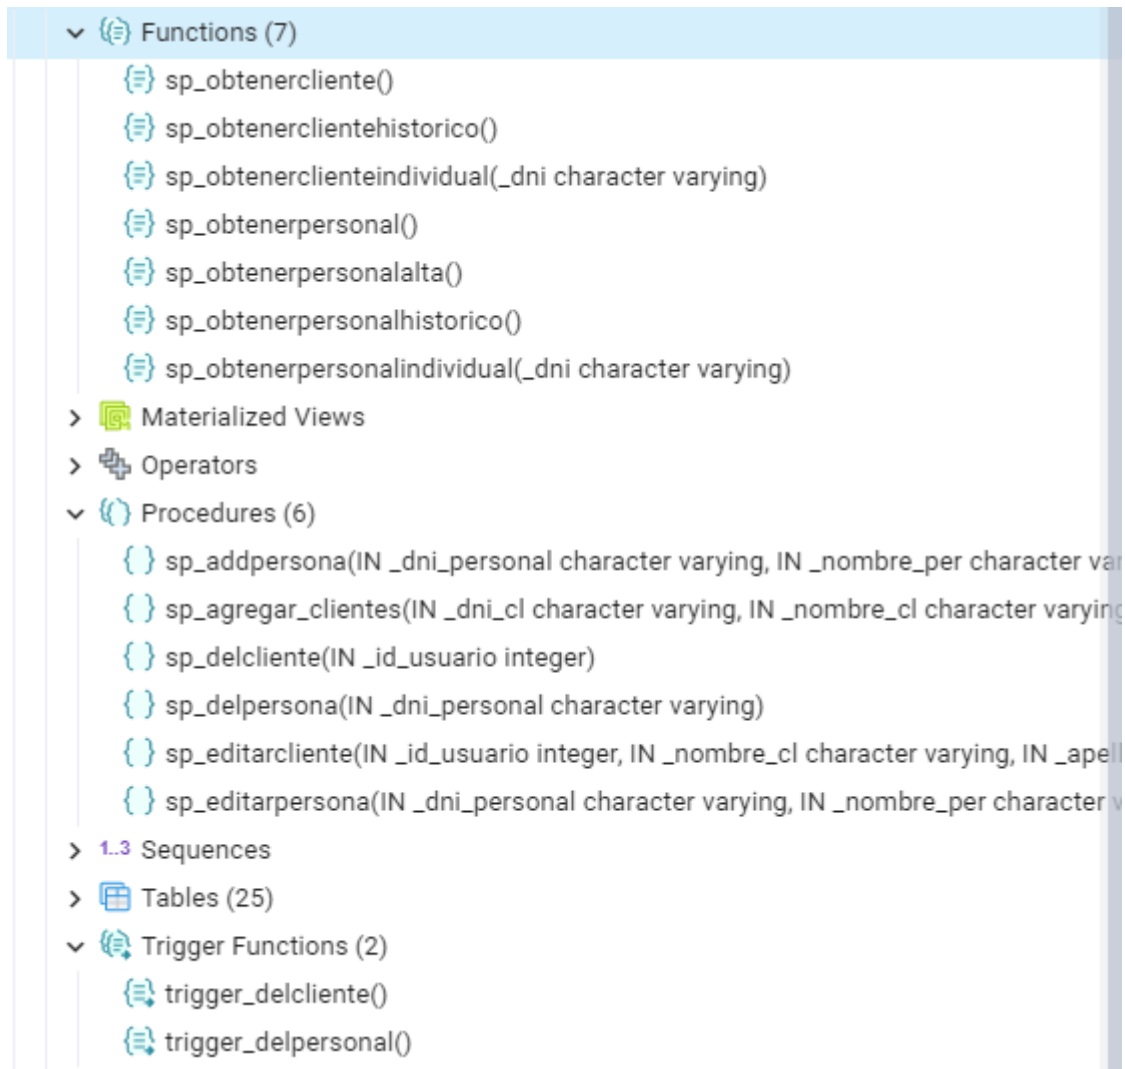 Functions (7)
sp_obtenercliente()
sp_obtenerclientehistorico()
sp_obtenerclienteindividual(_dni character varying)
sp_obtenerpersonal()
sp_obtenerpersonalalta()
sp_obtenerpersonalhistorico()
sp_obtenerpersonalindividual(_dni character varying)
Materialized Views
Operators
Procedures (6)
sp_addpersona(IN _dni_personal character varying, IN _nombre_per character var
sp_agregar_clientes(IN _dni_cl character varying, IN _nombre_cl character varying
sp_delcliente(IN _id_usuario integer)
sp_delpersona(IN _dni_personal character varying)
sp_editarcliente(IN _id_usuario integer, IN _nombre_cl character varying, IN _apell
sp_editarpersona(IN _dni_personal character varying, IN _nombre_per character v
1..3 Sequences
Tables (25)
Trigger Functions (2)
trigger_delcliente()
trigger_delpersonal()